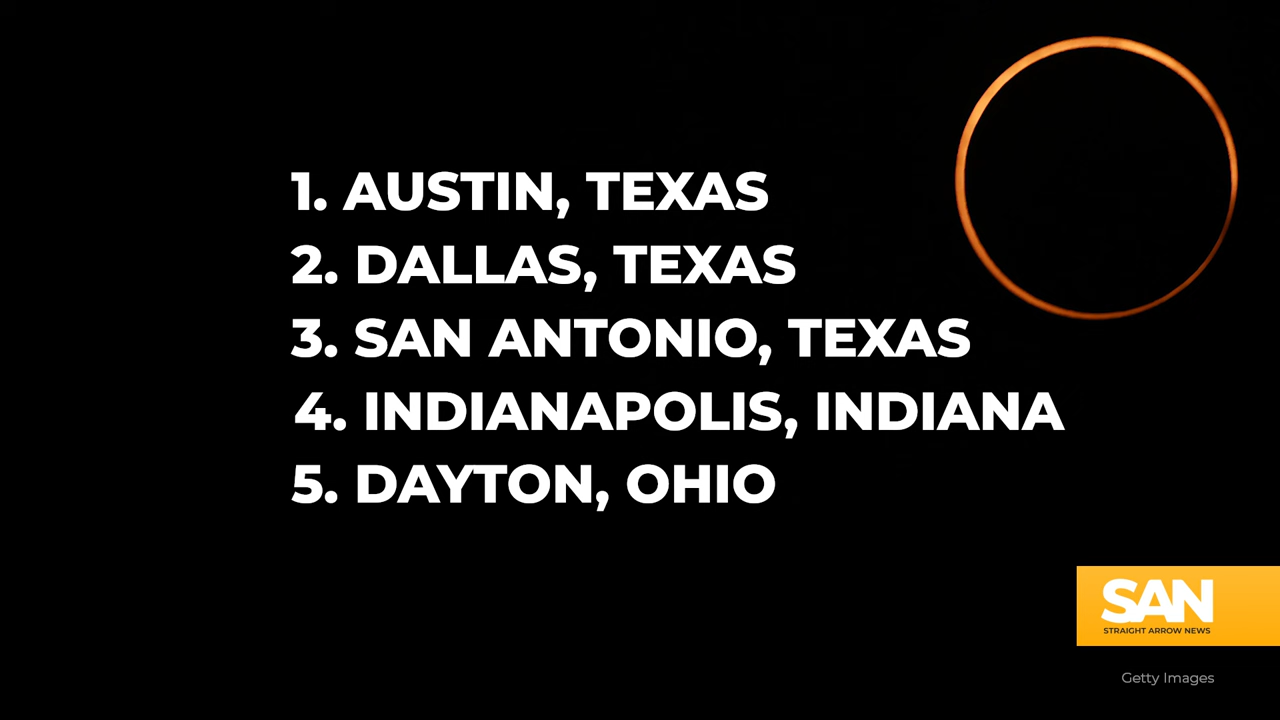 1. AUSTIN, TEXAS
2. DALLAS, TEXAS
3. SAN ANTONIO, TEXAS
4. INDIANAPOLIS, INDIANA
5. DAYTON, OHIO
SAN
STRAIGHT ARROW NEWS
Getty Images